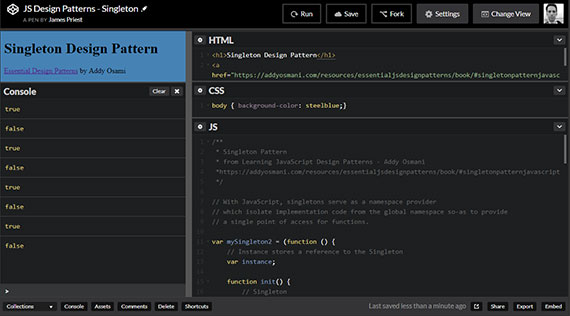 JS Design Patterns - Singleton
A PEN BY James Priest
Run
Save
Fork
Settings
Change View
Singleton Design Pattern
Essential Design Patterns by Addy Osami
Console
Clear
true
false
true
false
true
false
true
false
>
HTML
1 <h1>Singleton Design Pattern</h1>
2 <a
href="https://addyosmani.com/resources/essentialjsdesignpatterns/book/#singletonpatternjavasc
CSS
1 body { background-color: steelblue;}
JS
1 /**
2 * Singleton Pattern
3 * from Learning JavaScript Design Patterns - Addy Osmani
4 *https://addyosmani.com/resources/essentialjsdesignpatterns/book/#singletonpatternjavascript
5 */
6
7 // With JavaScript, singletons serve as a namespace provider
8 // which isolate implementation code from the global namespace so-as to provide
9 // a single point of access for functions.
10
11 var mySingleton2 = (function () {
12 // Instance stores a reference to the Singleton
13 var instance;
14
15 function init() {
16 // Singleton
Collections
Console
Assets
Comments
Delete
Shortcuts
Last saved less than a minute ago
Share
Export
Embed